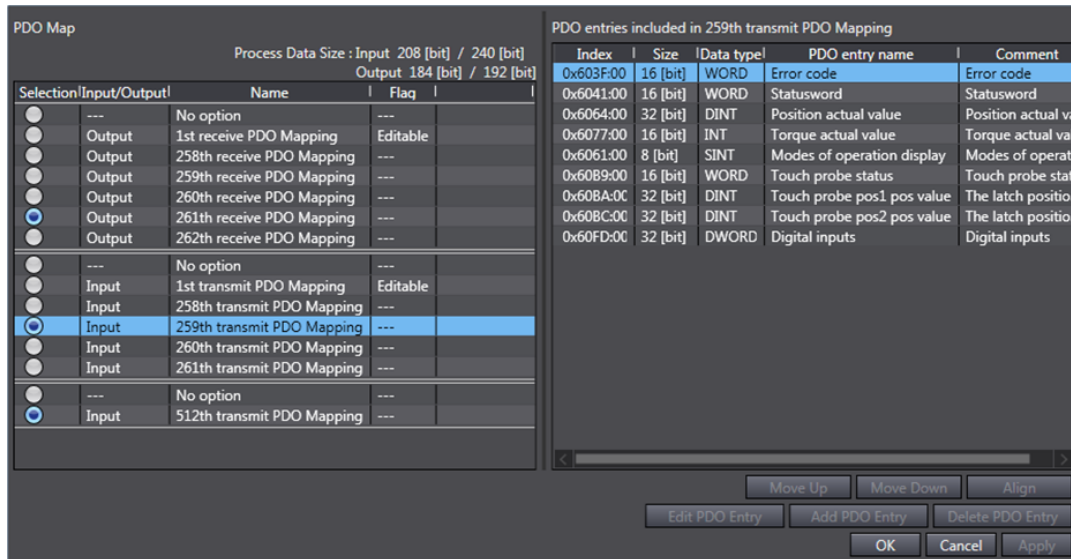 PDO Map
Process Data Size : Input 208 [bit] / 240 [bit]
Output 184 [bit] / 192 [bit]
Selection Input/Output Name Flag
--- No option ---
Output 1st receive PDO Mapping Editable
Output 258th receive PDO Mapping ---
Output 259th receive PDO Mapping ---
Output 260th receive PDO Mapping ---
Output 261th receive PDO Mapping ---
Output 262th receive PDO Mapping ---
--- No option ---
Input 1st transmit PDO Mapping Editable
Input 258th transmit PDO Mapping ---
Input 259th transmit PDO Mapping ---
Input 260th transmit PDO Mapping ---
Input 261th transmit PDO Mapping ---
--- No option ---
Input 512th transmit PDO Mapping ---
PDO entries included in 259th transmit PDO Mapping
Index Size Data type PDO entry name Comment
0x603F:00 16 [bit] WORD Error code Error code
0x6041:00 16 [bit] WORD Statusword Statusword
0x6064:00 32 [bit] DINT Position actual value Position actual va
0x6077:00 16 [bit] INT Torque actual value Torque actual va
0x6061:00 8 [bit] SINT Modes of operation display Modes of operat
0x60B9:00 16 [bit] WORD Touch probe status Touch probe stat
0x60BA:0C 32 [bit] DINT Touch probe pos1 pos value The latch positio
0x60BC:0C 32 [bit] DINT Touch probe pos2 pos value The latch positio
0x60FD:0C 32 [bit] DWORD Digital inputs Digital inputs
Move Up Move Down Align
Edit PDO Entry Add PDO Entry Delete PDO Entry
OK Cancel Apply